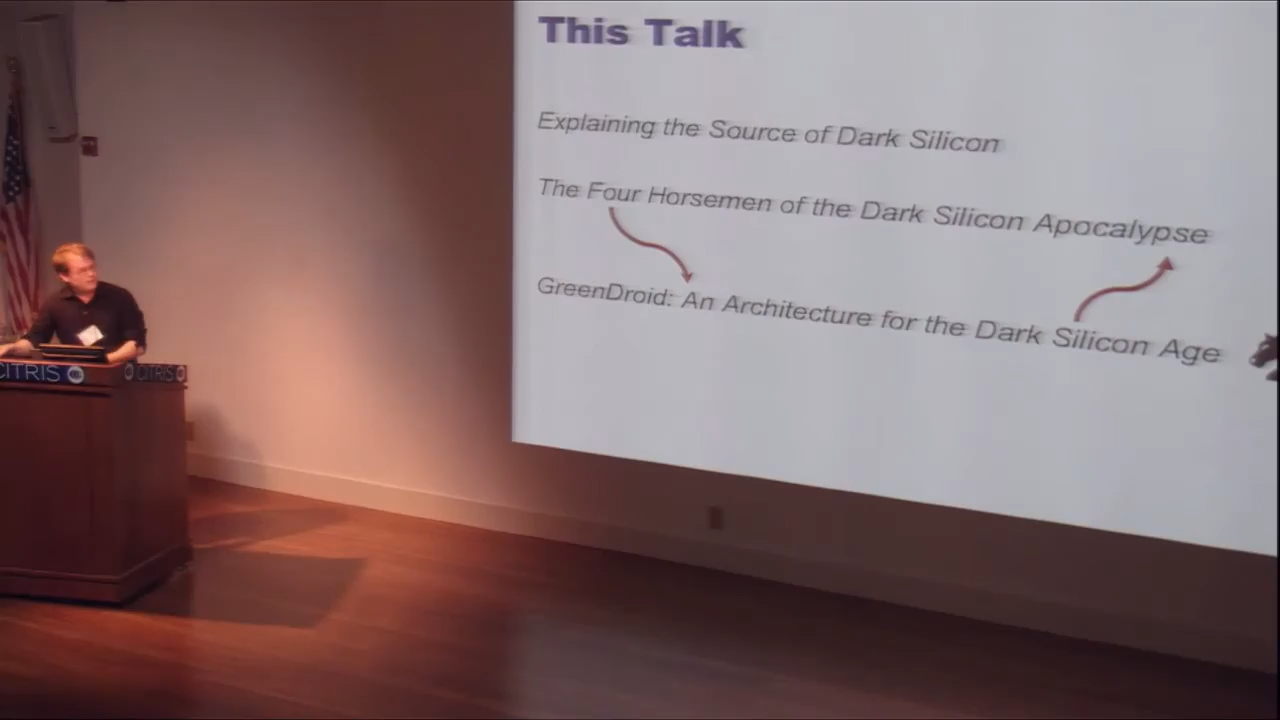 This Talk
Explaining the Source of Dark Silicon
The Four Horsemen of the Dark Silicon Apocalypse
GreenDroid: An Architecture for the Dark Silicon Age
CITRIS
CITRIS